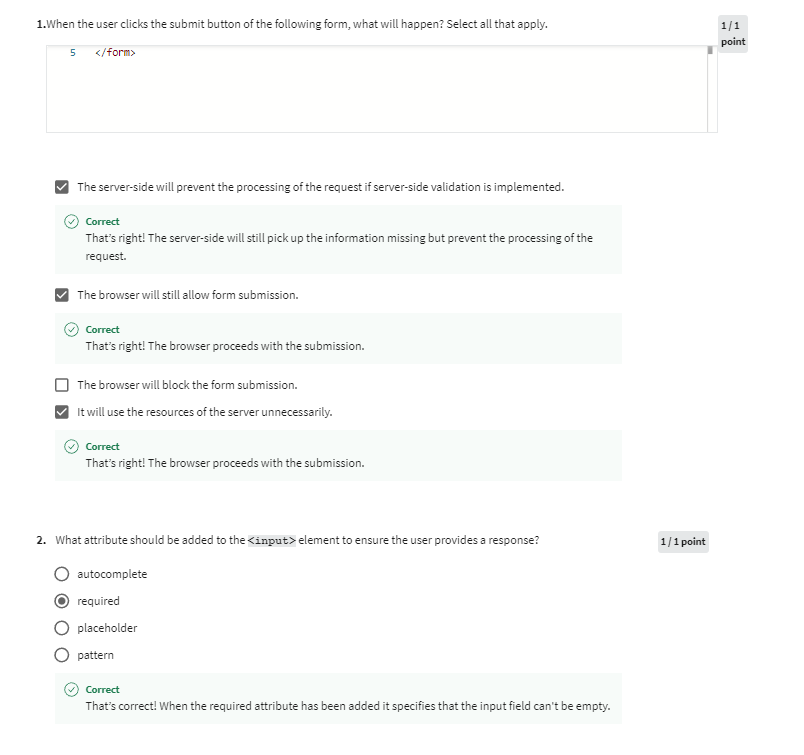 1.When the user clicks the submit button of the following form, what will happen? Select all that apply.
1 / 1
point
5 </form>
The server-side will prevent the processing of the request if server-side validation is implemented.
Correct
That's right! The server-side will still pick up the information missing but prevent the processing of the
request.
The browser will still allow form submission.
Correct
That's right! The browser proceeds with the submission.
The browser will block the form submission.
It will use the resources of the server unnecessarily.
Correct
That's right! The browser proceeds with the submission.
2. What attribute should be added to the <input> element to ensure the user provides a response?
1 / 1 point
autocomplete
required
placeholder
pattern
Correct
That's correct! When the required attribute has been added it specifies that the input field can't be empty.